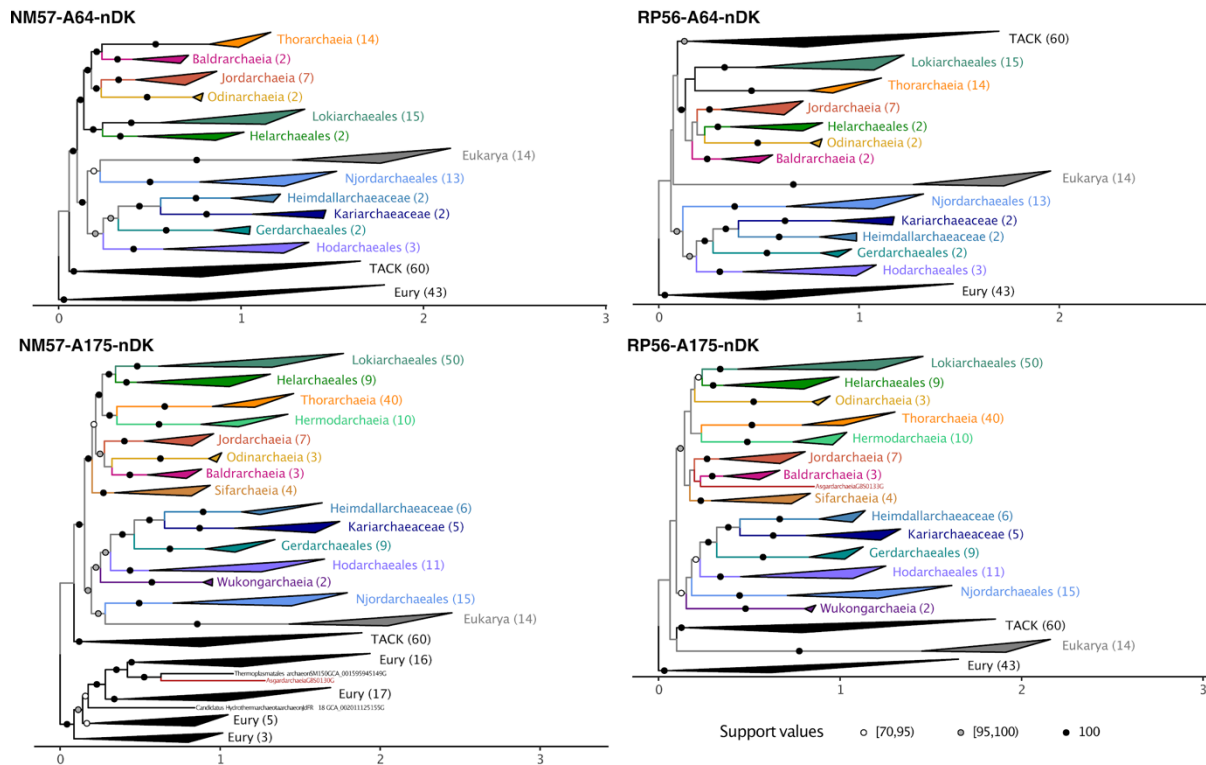 NM57-A64-nDK
Thorarchaeia (14)
Baldrarchaeia (2)
Jordarchaeia (7)
Odinarchaeia (2)
Lokiarchaeales (15)
Helarchaeales (2)
Eukarya (14)
Njordarchaeales (13)
Heimdallarchaeaceae (2)
Kariarchaeaceae (2)
Gerdarchaeales (2)
Hodarchaeales (3)
TACK (60)
Eury (43)
0 1 2 3
RP56-A64-nDK
TACK (60)
Lokiarchaeales (15)
Thorarchaeia (14)
Jordarchaeia (7)
Helarchaeales (2)
Odinarchaeia (2)
Baldrarchaeia (2)
Eukarya (14)
Njordarchaeales (13)
Kariarchaeaceae (2)
Heimdallarchaeaceae (2)
Gerdarchaeales (2)
Hodarchaeales (3)
Eury (43)
0 1 2
NM57-A175-nDK
Lokiarchaeales (50)
Helarchaeales (9)
Thorarchaeia (40)
Hermodarchaeia (10)
Jordarchaeia (7)
Odinarchaeia (3)
Baldrarchaeia (3)
Sifarchaeia (4)
Heimdallarchaeaceae (6)
Kariarchaeaceae (5)
Gerdarchaeales (9)
Hodarchaeales (11)
Wukongarchaeia (2)
Njordarchaeales (15)
Eukarya (14)
TACK (60)
Eury (16)
Eury (17)
Eury (5)
Eury (3)
0 1 2 3
RP56-A175-nDK
Lokiarchaeales (50)
Helarchaeales (9)
Odinarchaeia (3)
Thorarchaeia (40)
Hermodarchaeia (10)
Jordarchaeia (7)
Baldrarchaeia (3)
Sifarchaeia (4)
Heimdallarchaeaceae (6)
Kariarchaeaceae (5)
Gerdarchaeales (9)
Hodarchaeales (11)
Njordarchaeales (15)
Wukongarchaeia (2)
TACK (60)
Eukarya (14)
Eury (43)
0 1 2 3
Support values [70,95) [95,100) 100